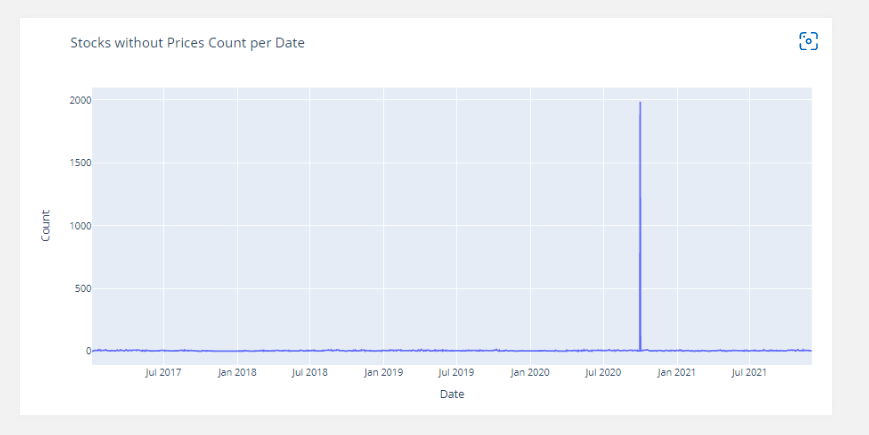 Stocks without Prices Count per Date
2000
1500
1000
500
0
Count
Jul 2017
Jan 2018
Jul 2018
Jan 2019
Jul 2019
Jan 2020
Jul 2020
Jan 2021
Jul 2021
Date